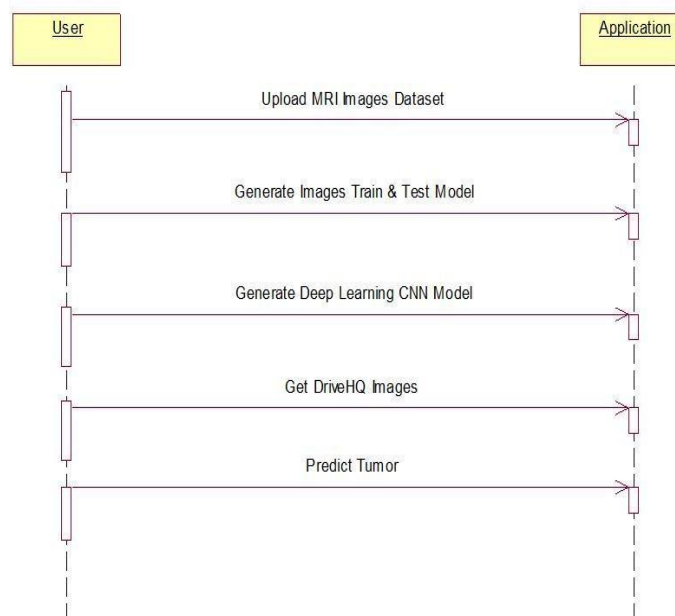 User
Application
Upload MRI Images Dataset
Generate Images Train & Test Model
Generate Deep Learning CNN Model
Get DriveHQ Images
Predict Tumor